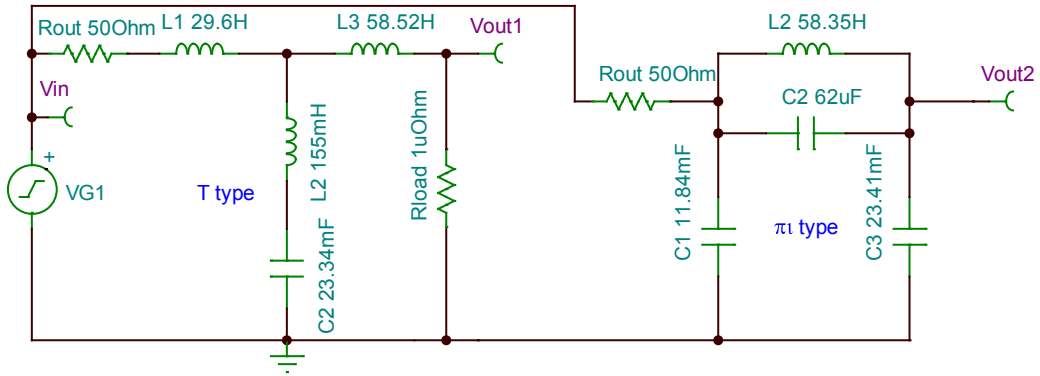 Rout 50Ohm
L1 29.6H
L3 58.52H
Vout1
Vin
+
VG1
T type
L2 155mH
C2 23.34mF
Rload 1uOhm
Rout 50Ohm
L2 58.35H
C2 62uF
Vout2
C1 11.84mF
πι type
C3 23.41mF